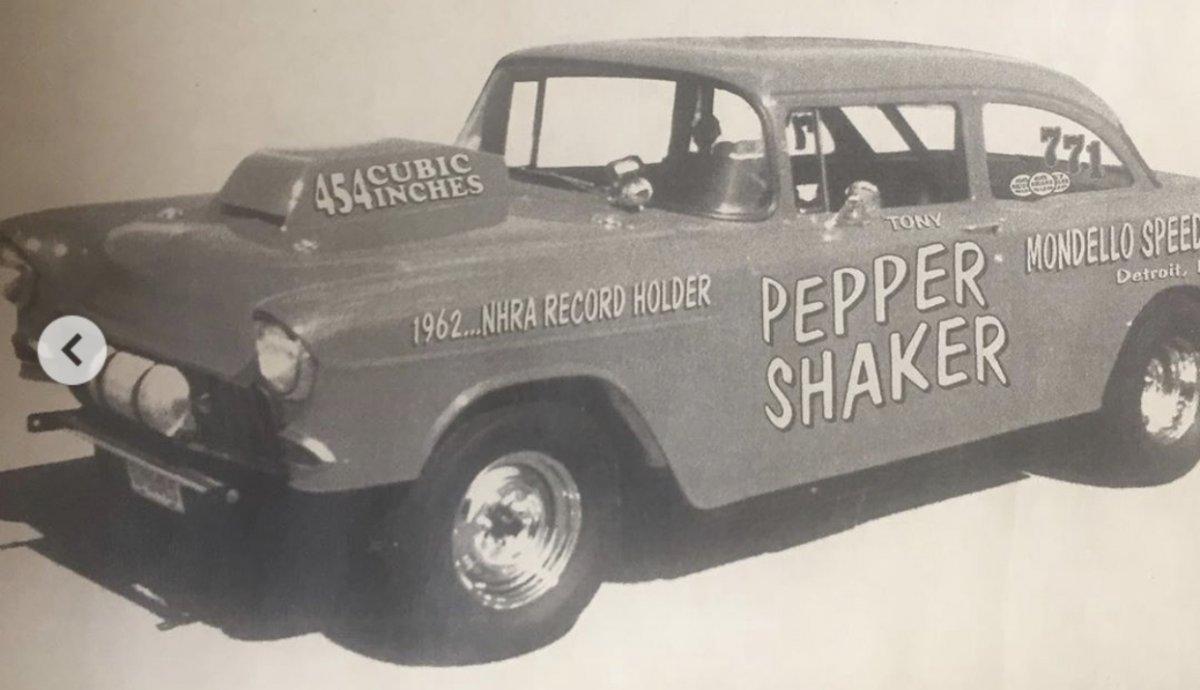 454 CUBIC
INCHES
1962...NHRA RECORD HOLDER
TONY
PEPPER
SHAKER
771
MONDELLO SPEED
Detroit,